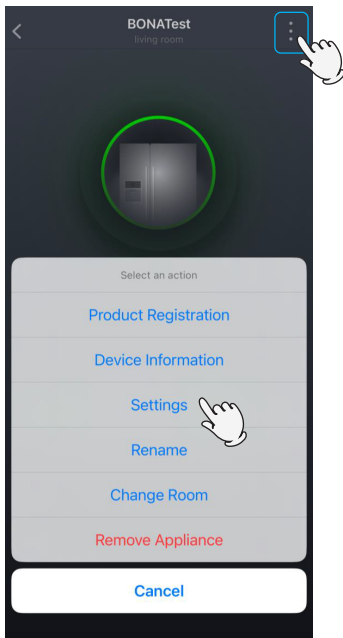 BONATest
living room
Select an action
Product Registration
Device Information
Settings
Rename
Change Room
Remove Appliance
Cancel